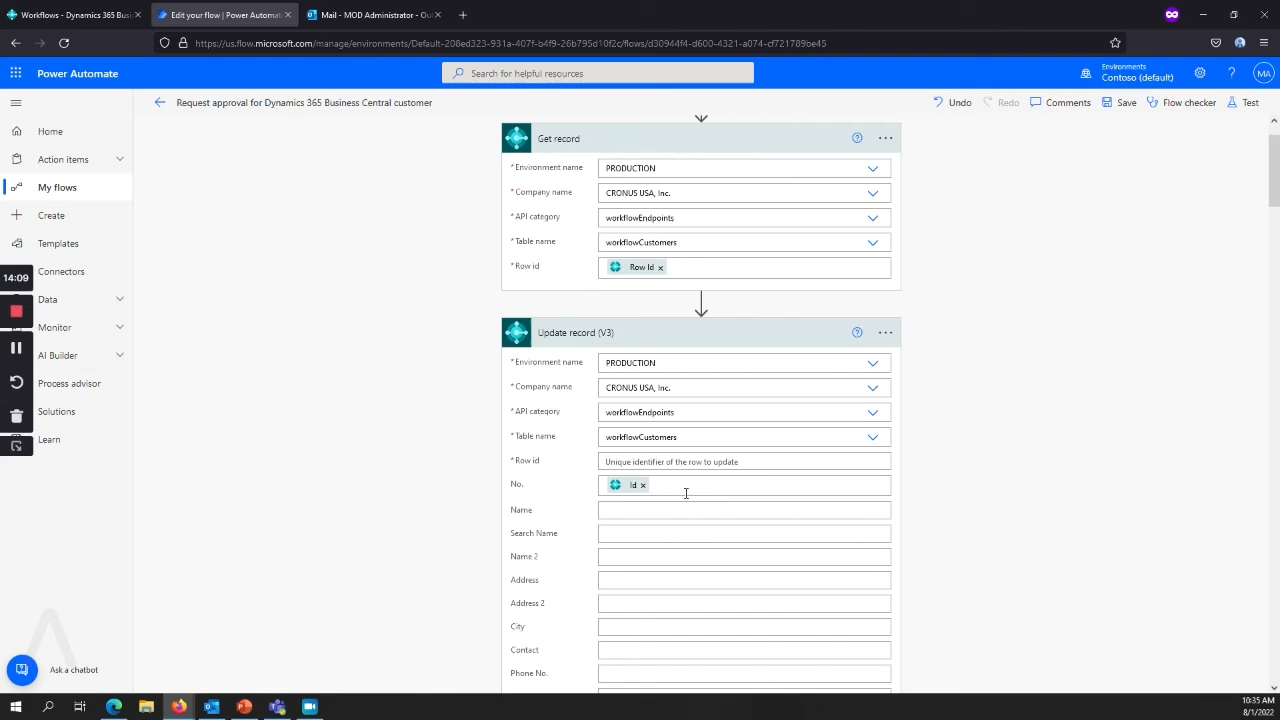 Workflows - Dynamics 365 Busi
Edit your flow | Power Automat
Mail - MOD Administrator - Ou
https://us.flow.microsoft.com/manage/environments/Default-208ed323-931a-407f-b4f9-26b795d10f2c/flows/d30944f4-d600-4321-a074-cf721789be45
Power Automate
Search for helpful resources
Environments
Contoso (default)
MA
Request approval for Dynamics 365 Business Central customer
Undo
Redo
Comments
Save
Flow checker
Test
Home
Action items
My flows
Create
Templates
Connectors
Data
Monitor
AI Builder
Process advisor
Solutions
Learn
14:09
Ask a chatbot
Get record
* Environment name
PRODUCTION
* Company name
CRONUS USA, Inc.
* API category
workflowEndpoints
* Table name
workflowCustomers
* Row id
Row Id x
Update record (V3)
* Environment name
PRODUCTION
* Company name
CRONUS USA, Inc.
* API category
workflowEndpoints
* Table name
workflowCustomers
* Row id
Unique identifier of the row to update
No.
Id x
Name
Search Name
Name 2
Address
Address 2
City
Contact
Phone No.
10:35 AM
8/1/2022